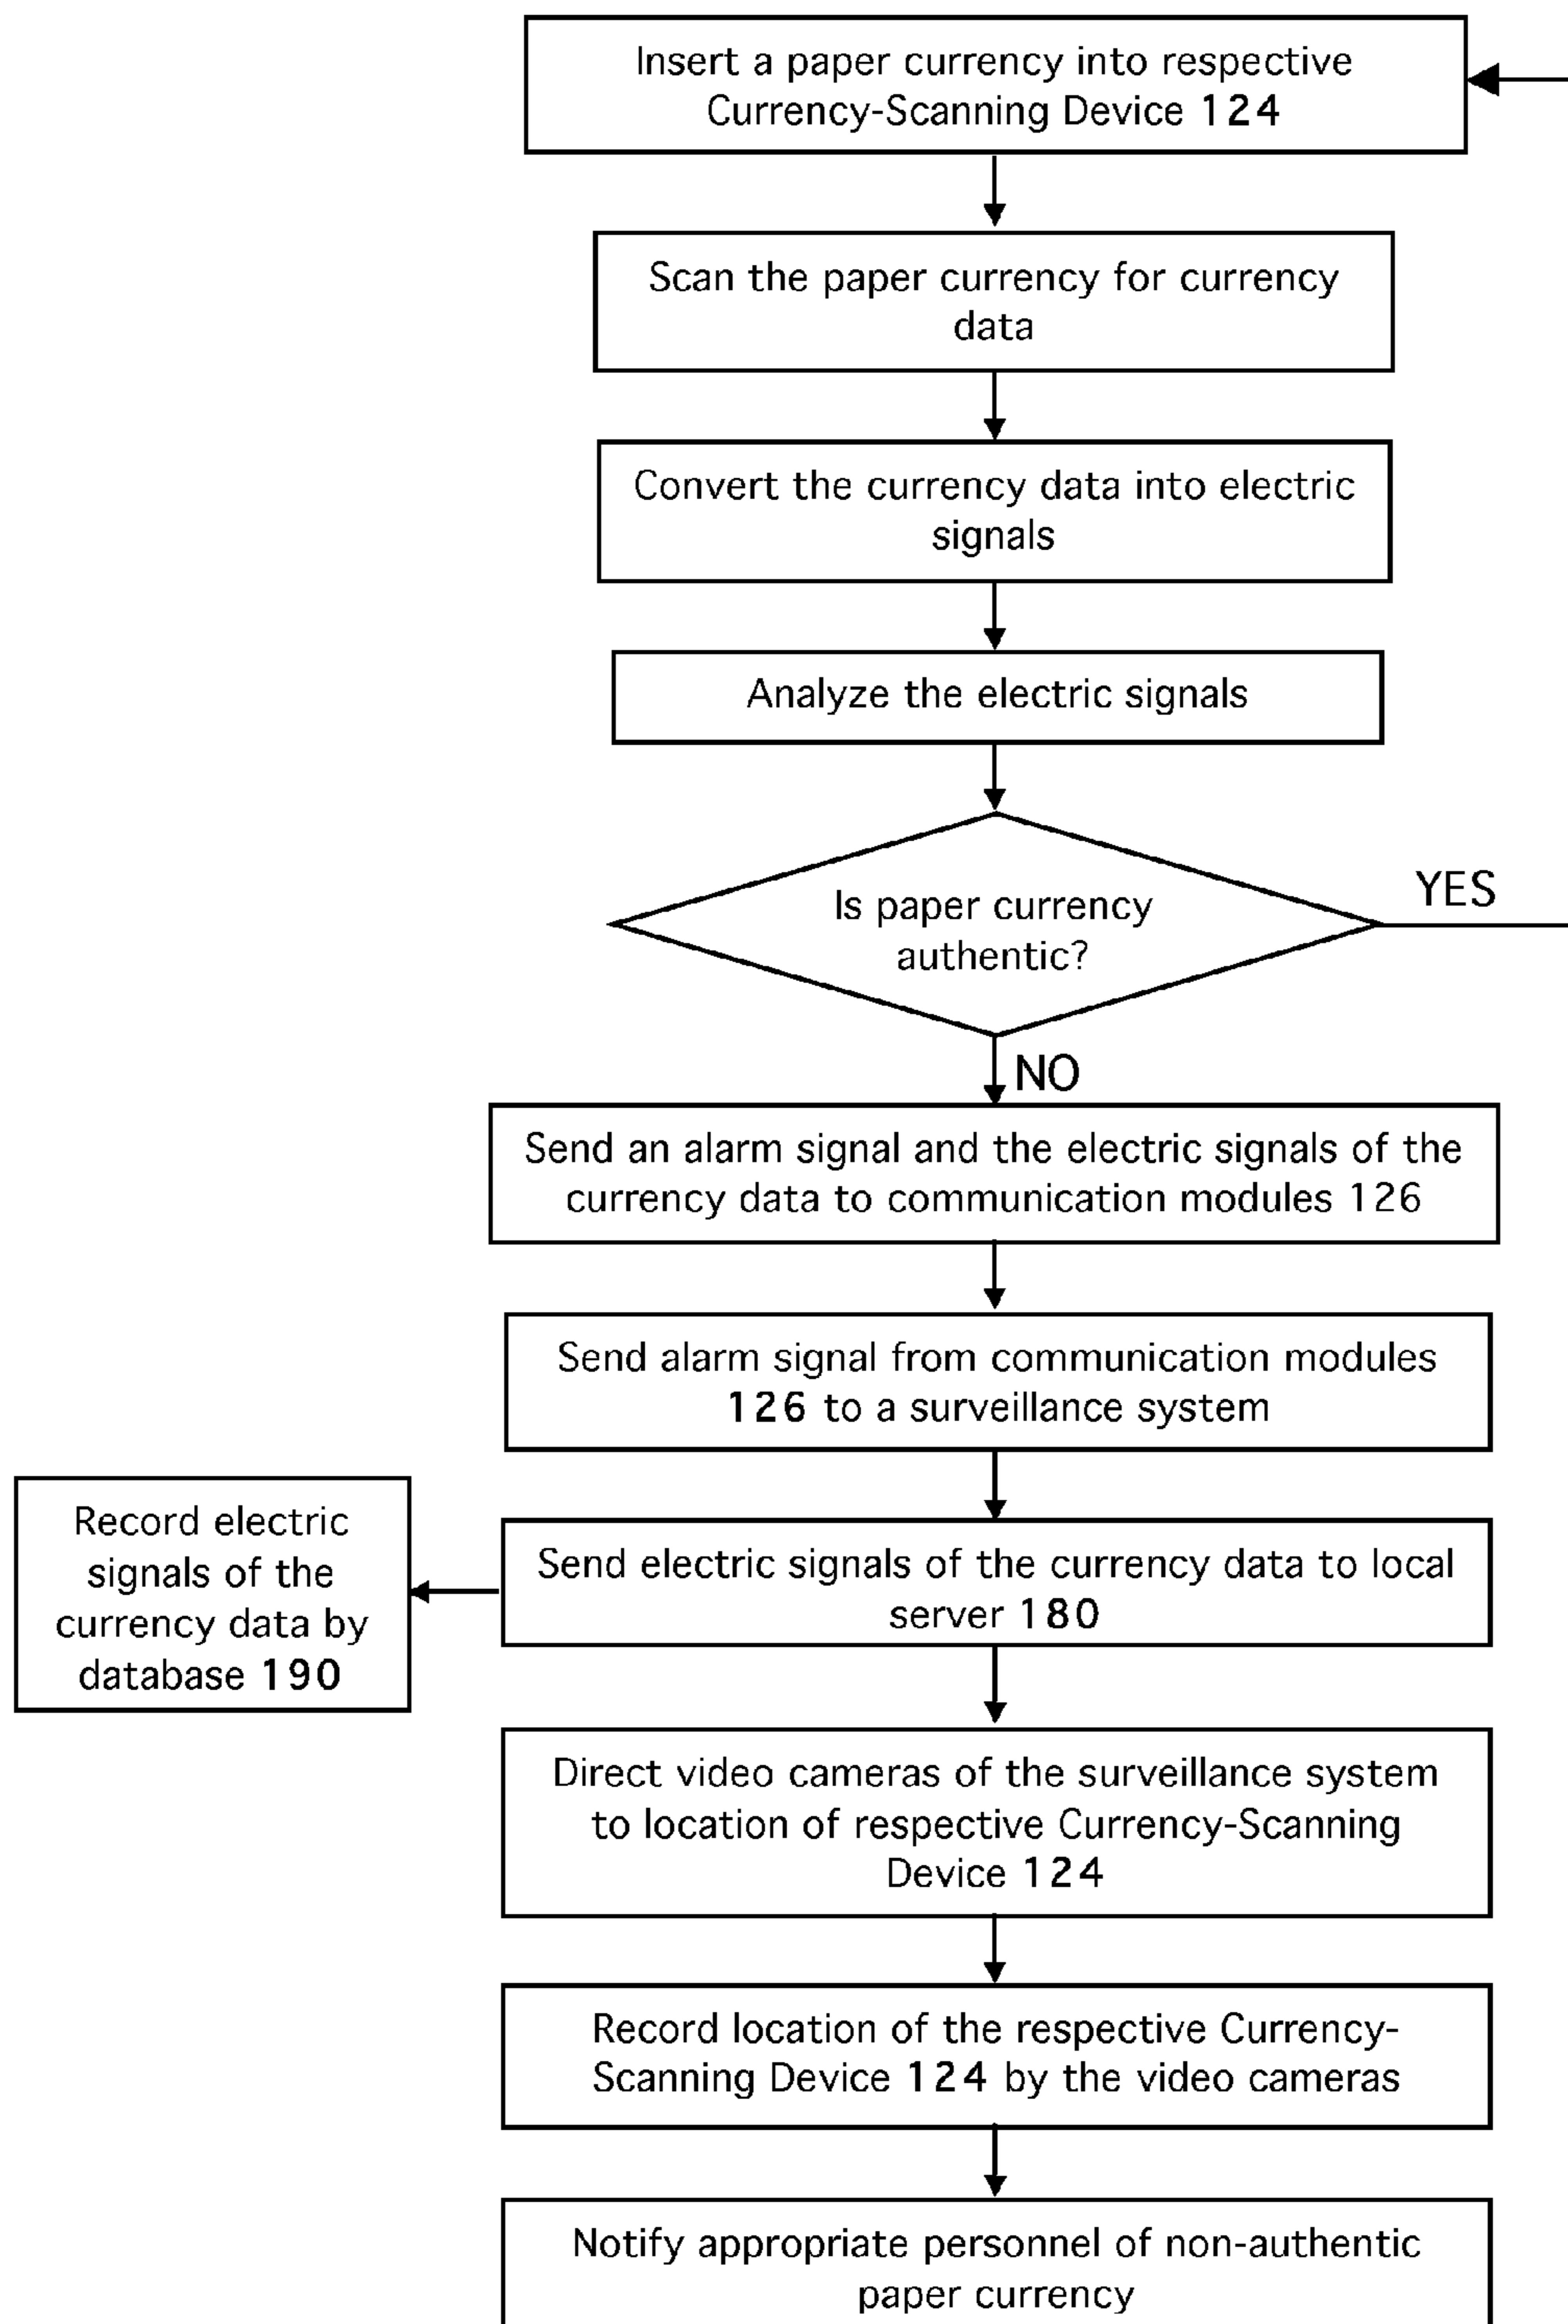 Insert a paper currency into respective
Currency-Scanning Device 124
Scan the paper currency for currency
data
Convert the currency data into electric
signals
Analyze the electric signals
Is paper currency
authentic?
YES
NO
Send an alarm signal and the electric signals of the
currency data to communication modules 126
Send alarm signal from communication modules
126 to a surveillance system
Send electric signals of the currency data to local
server 180
Record electric
signals of the
currency data by
database 190
Direct video cameras of the surveillance system
to location of respective Currency-Scanning
Device 124
Record location of the respective Currency-
Scanning Device 124 by the video cameras
Notify appropriate personnel of non-authentic
paper currency